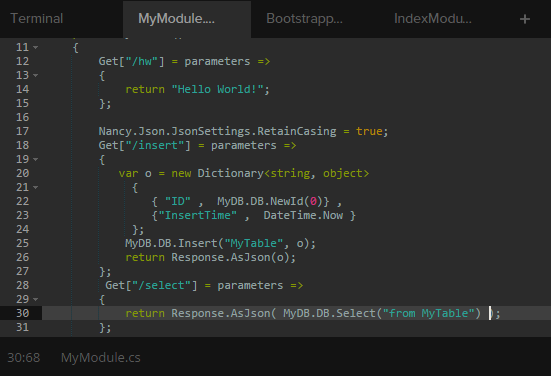 Terminal MyModule.... Bootstrapp... IndexModu... +
11 {
12 Get["/hw"] = parameters =>
13 {
14 return "Hello World!";
15 };
16
17 Nancy.Json.JsonSettings.RetainCasing = true;
18 Get["/insert"] = parameters =>
19 {
20 var o = new Dictionary<string, object>
21 {
22 { "ID" , MyDB.DB.NewId(0)} ,
23 {"InsertTime" , DateTime.Now }
24 };
25 MyDB.DB.Insert("MyTable", o);
26 return Response.AsJson(o);
27 };
28 Get["/select"] = parameters =>
29 {
30 return Response.AsJson( MyDB.DB.Select("from MyTable") );
31 };
30:68 MyModule.cs